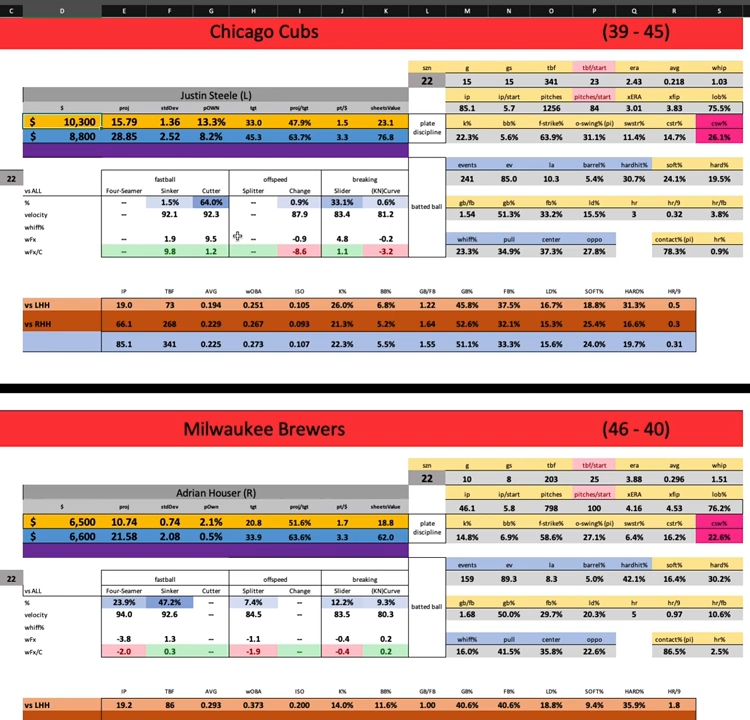 C D E F G H I J K L M N O P Q R S
Chicago Cubs (39 - 45)
szn g gs tbf tbf/start era avg whip
22 15 15 341 23 2.43 0.218 1.03
Justin Steele (L) ip ip/start pitches pitches/start xERA xfip lob%
$ proj stdDev pOWN tgt proj/tgt pt/$ sheetsValue 85.1 5.7 1256 84 3.01 3.83 75.5%
$ 10,300 15.79 1.36 13.3% 33.0 47.9% 1.5 23.1 plate discipline k% bb% f-strike% o-swing% (pi) swstr% cstr% csw%
$ 8,800 28.85 2.52 8.2% 45.3 63.7% 3.3 76.8 22.3% 5.6% 63.9% 31.1% 11.4% 14.7% 26.1%
events ev la barrel% hardhit% soft% hard%
22 fastball offspeed breaking 241 85.0 10.3 5.4% 30.7% 24.1% 19.5%
vs ALL Four-Seamer Sinker Cutter Splitter Change Slider (KN)Curve
% -- 1.5% 64.0% -- 0.9% 33.1% 0.6% batted ball gb/fb gb% fb% ld% hr hr/9 hr/fb
velocity -- 92.1 92.3 -- 87.9 83.4 81.2 1.54 51.3% 33.2% 15.5% 3 0.32 3.8%
whiff%
wFx -- 1.9 9.5 -- -0.9 4.8 -0.2 whiff% pull center oppo contact% (pi) hr%
wFx/C -- 9.8 1.2 -- -8.6 1.1 -3.2 23.3% 34.9% 37.3% 27.8% 78.3% 0.9%
IP TBF AVG wOBA ISO K% BB% GB/FB GB% FB% LD% SOFT% HARD% HR/9
vs LHH 19.0 73 0.194 0.251 0.105 26.0% 6.8% 1.22 45.8% 37.5% 16.7% 18.8% 31.3% 0.5
vs RHH 66.1 268 0.229 0.267 0.093 21.3% 5.2% 1.64 52.6% 32.1% 15.3% 25.4% 16.6% 0.3
85.1 341 0.225 0.273 0.107 22.3% 5.5% 1.55 51.1% 33.3% 15.6% 24.0% 19.7% 0.31
Milwaukee Brewers (46 - 40)
szn g gs tbf tbf/start era avg whip
22 10 8 203 25 3.88 0.296 1.51
Adrian Houser (R) ip ip/start pitches pitches/start xERA xfip lob%
$ proj stdDev pOwn tgt proj/tgt pt/$ sheetsValue 46.1 5.8 798 100 4.16 4.53 76.2%
$ 6,500 10.74 0.74 2.1% 20.8 51.6% 1.7 18.8 plate discipline k% bb% f-strike% o-swing% (pi) swstr% cstr% csw%
$ 6,600 21.58 2.08 0.5% 33.9 63.6% 3.3 62.0 14.8% 6.9% 58.6% 27.1% 6.4% 16.2% 22.6%
events ev la barrel% hardhit% soft% hard%
22 fastball offspeed breaking 159 89.3 8.3 5.0% 42.1% 16.4% 30.2%
vs ALL Four-Seamer Sinker Cutter Splitter Change Slider (KN)Curve
% 23.9% 47.2% -- 7.4% -- 12.2% 9.3% batted ball gb/fb gb% fb% ld% hr hr/9 hr/fb
velocity 94.0 92.6 -- 84.5 -- 83.5 80.3 1.68 50.0% 29.7% 20.3% 5 0.97 10.6%
whiff%
wFx -3.8 1.3 -- -1.1 -- -0.4 0.2 whiff% pull center oppo contact% (pi) hr%
wFx/C -2.0 0.3 -- -1.9 -- -0.4 0.2 16.0% 41.5% 35.8% 22.6% 86.5% 2.5%
IP TBF AVG wOBA ISO K% BB% GB/FB GB% FB% LD% SOFT% HARD% HR/9
vs LHH 19.2 86 0.293 0.373 0.200 14.0% 11.6% 1.00 40.6% 40.6% 18.8% 9.4% 35.9% 1.8